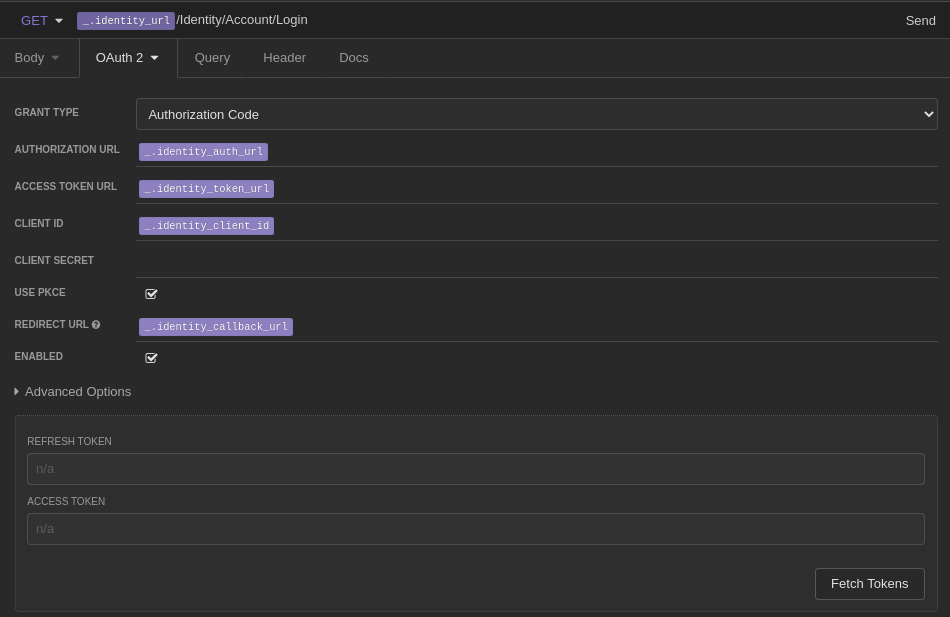 GET _.identity_url/Identity/Account/Login Send
Body OAuth 2 Query Header Docs
GRANT TYPE Authorization Code
AUTHORIZATION URL _.identity_auth_url
ACCESS TOKEN URL _.identity_token_url
CLIENT ID _.identity_client_id
CLIENT SECRET
USE PKCE
REDIRECT URL _.identity_callback_url
ENABLED
Advanced Options
REFRESH TOKEN
n/a
ACCESS TOKEN
n/a
Fetch Tokens